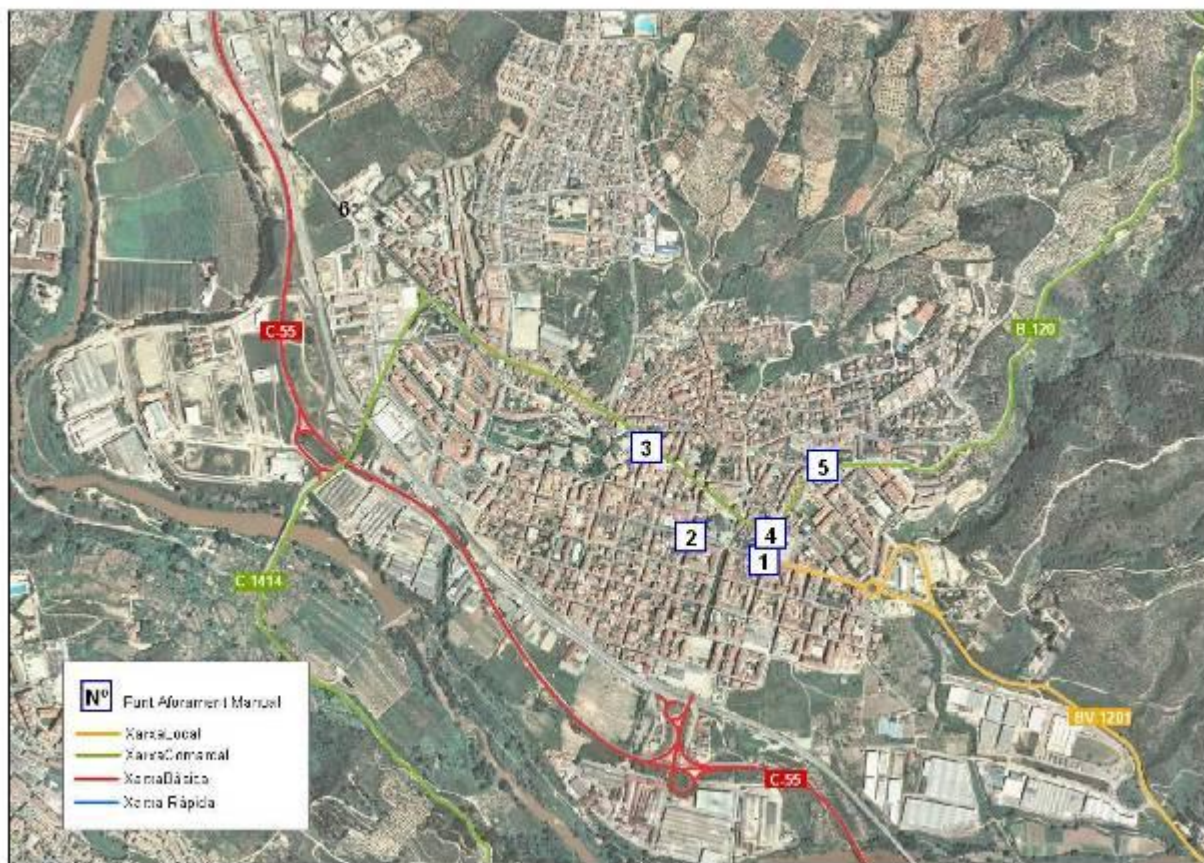 6
C-55
B 120
3
5
2
4
1
C 1414
Nº Punt Aforament Manual
XarxaLocal
XarxaComarcal
XarxaBàsica
Xarxa Ràpida
BV 1201
C-55